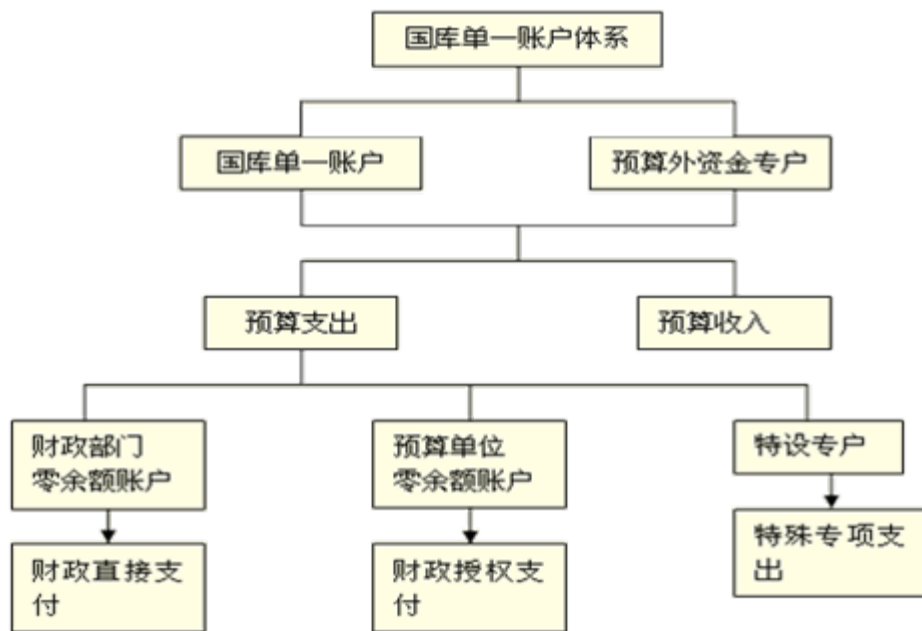 国库单一账户体系
国库单一账户
预算外资金专户
预算支出
预算收入
财政部门
零余额账户
预算单位
零余额账户
特设专户
财政直接支
付
财政授权支
付
特殊专项支
出